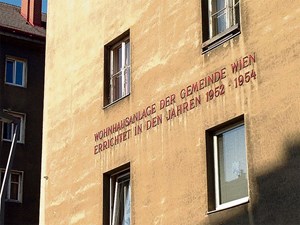 WOHNHAUSANLAGE DER GEMEINDE WIEN
ERRICHTET IN DEN JAHREN 1952 - 1954